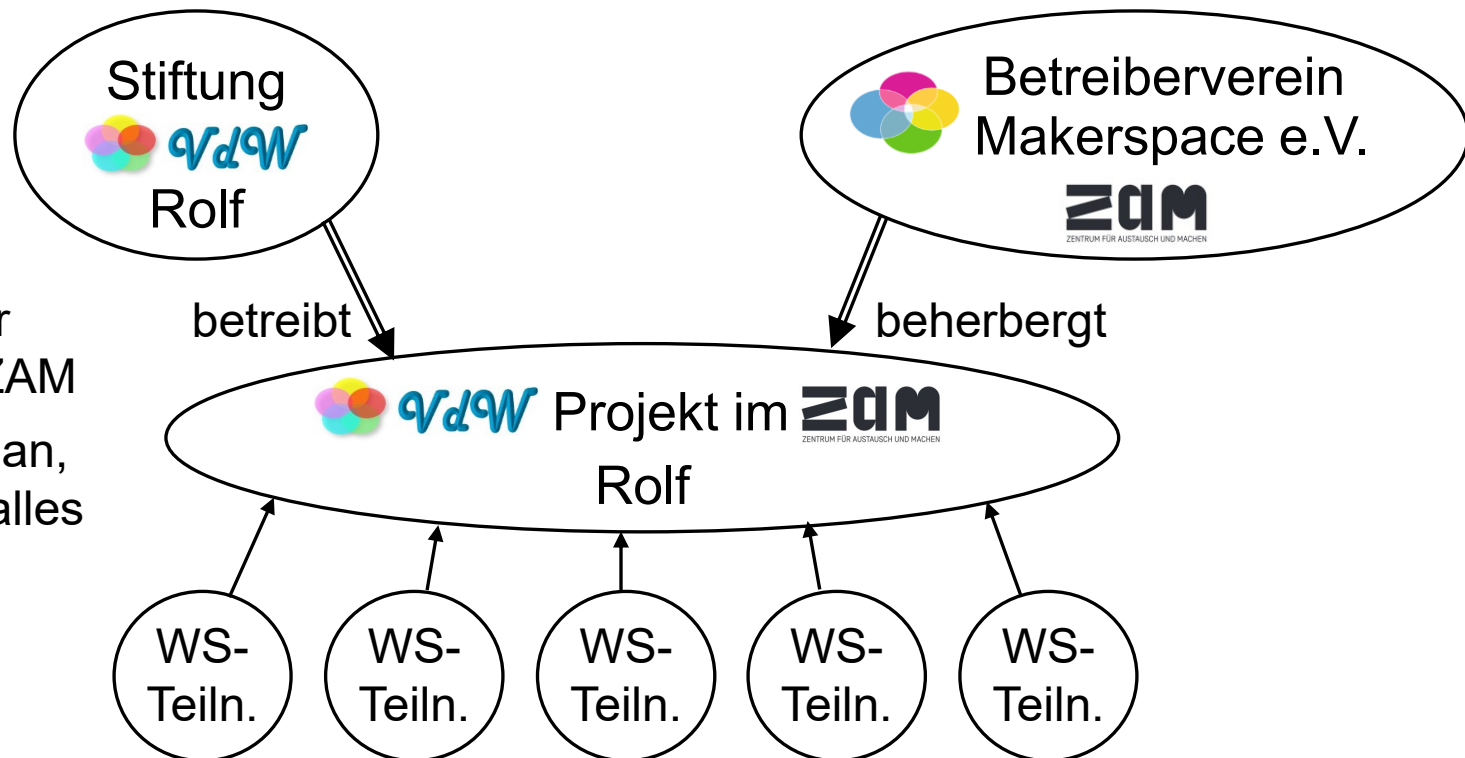 Stiftung
VdW
Rolf
Betreiberverein
Makerspace e.V.
ZAM
ZENTRUM FÜR AUSTAUSCH UND MACHEN
r
ZAM
an,
alles
betreibt
beherbergt
VdW Projekt im ZAM
ZENTRUM FÜR AUSTAUSCH UND MACHEN
Rolf
WS-
Teiln.
WS-
Teiln.
WS-
Teiln.
WS-
Teiln.
WS-
Teiln.